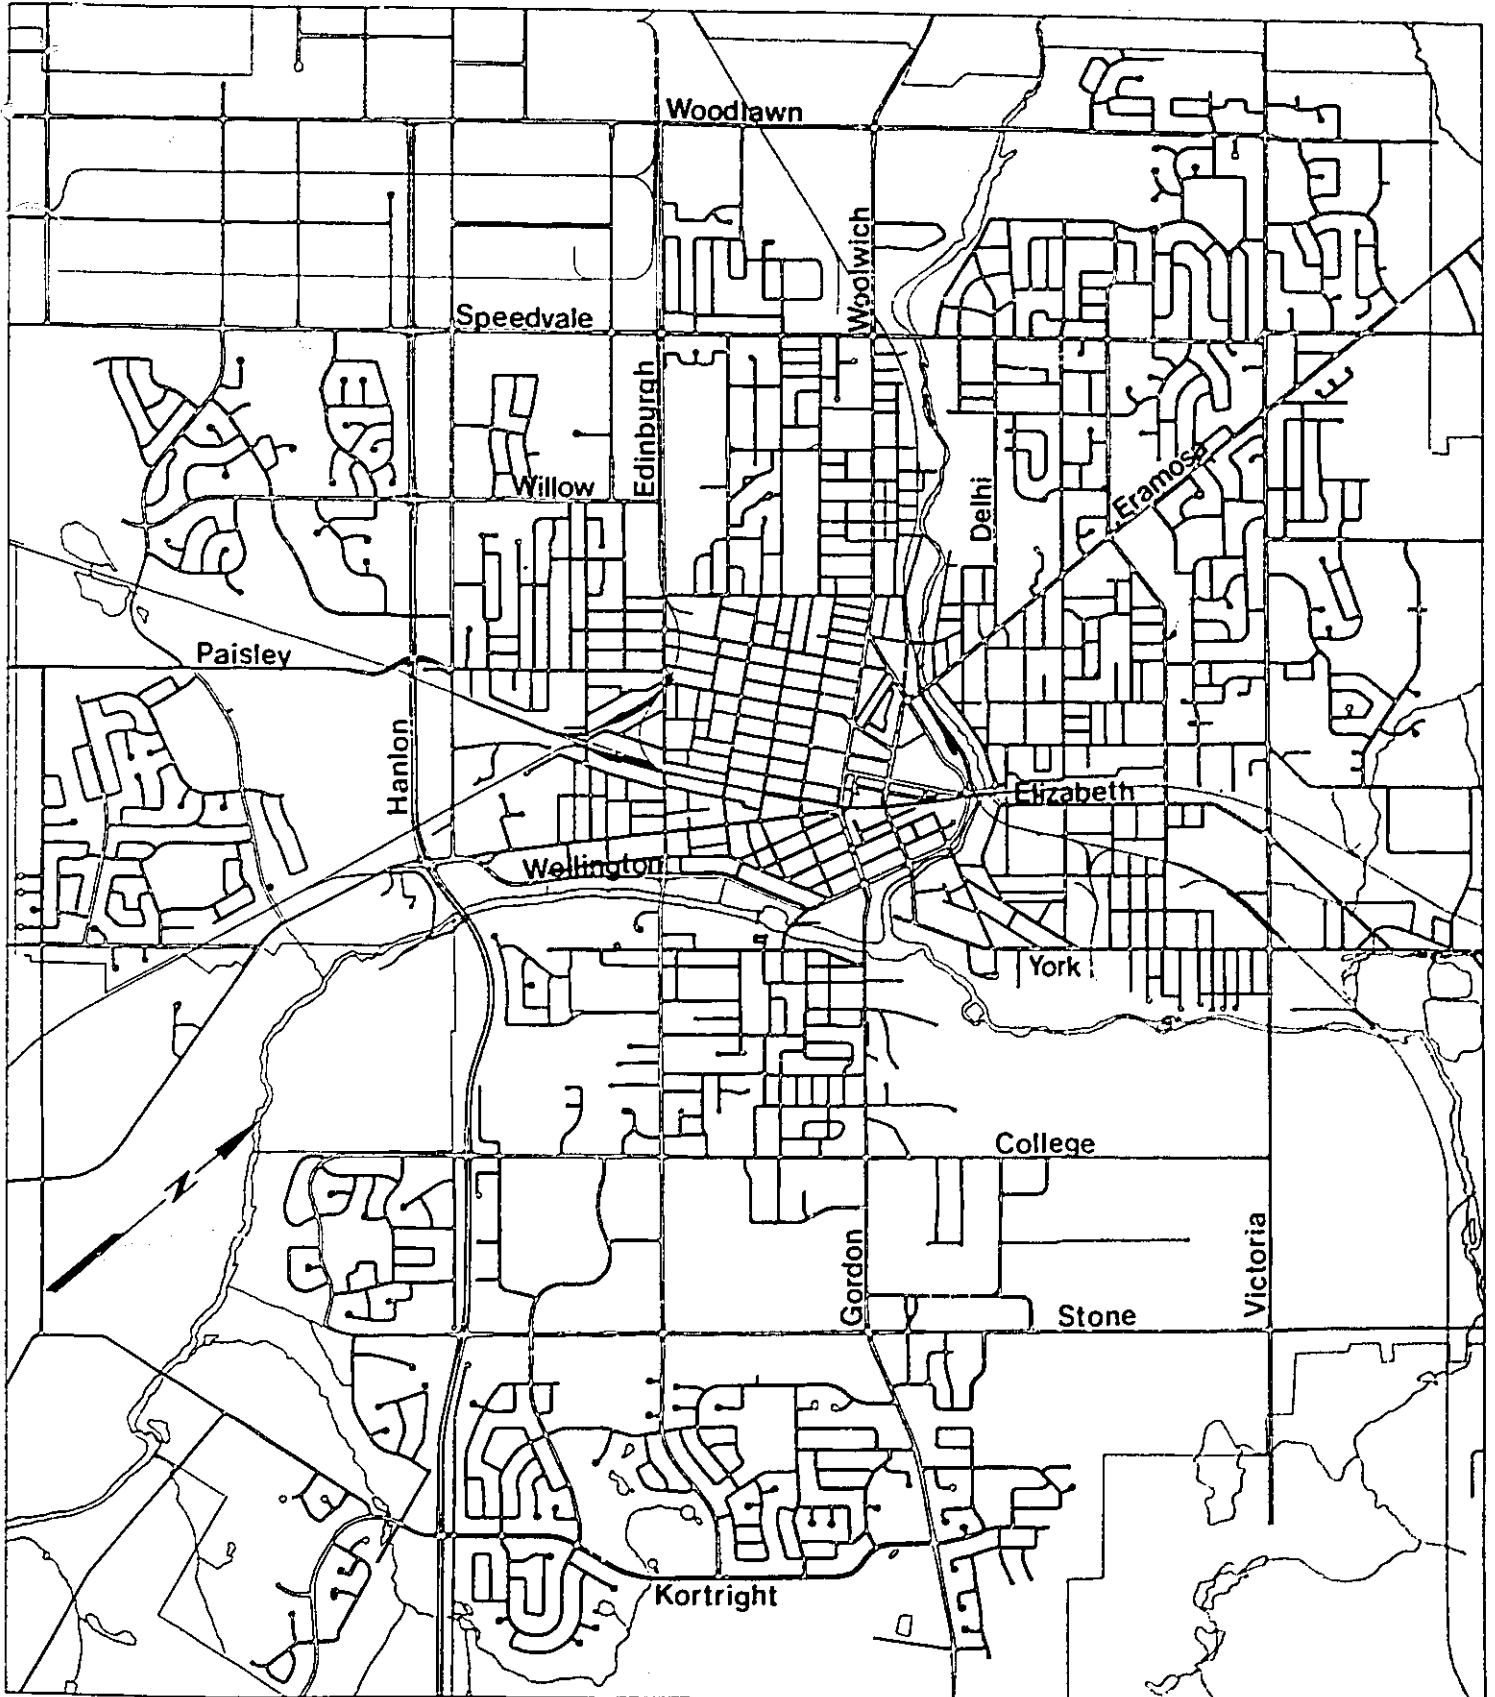 Woodlawn
Woolwich
Speedvale
Edinburgh
Willow
Delhi
Eramosa
Paisley
Hanlon
Elizabeth
Wellington
York
College
N
Gordon
Victoria
Stone
Kortright